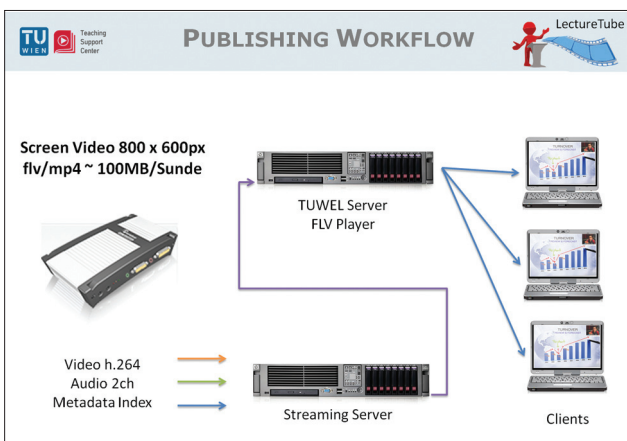 TU
WIEN
Teaching
Support
Center
PUBLISHING WORKFLOW
LectureTube
Screen Video 800 x 600px
flv/mp4 ~ 100MB/Sunde
TUWEL Server
FLV Player
Video h.264
Audio 2ch
Metadata Index
Streaming Server
Clients